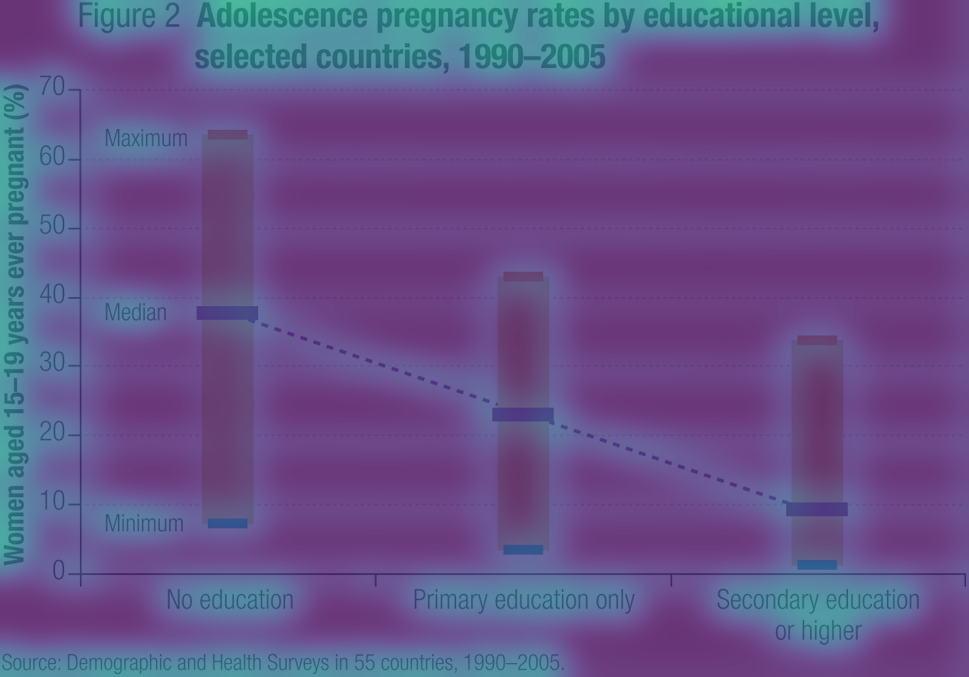 Figure 2 Adolescence pregnancy rates by educational level,
selected countries, 1990–2005
Women aged 15–19 years ever pregnant (%)
70
Maximum
60
50
40
Median
30
20
10
Minimum
0
No education
Primary education only
Secondary education
or higher
Source: Demographic and Health Surveys in 55 countries, 1990–2005.